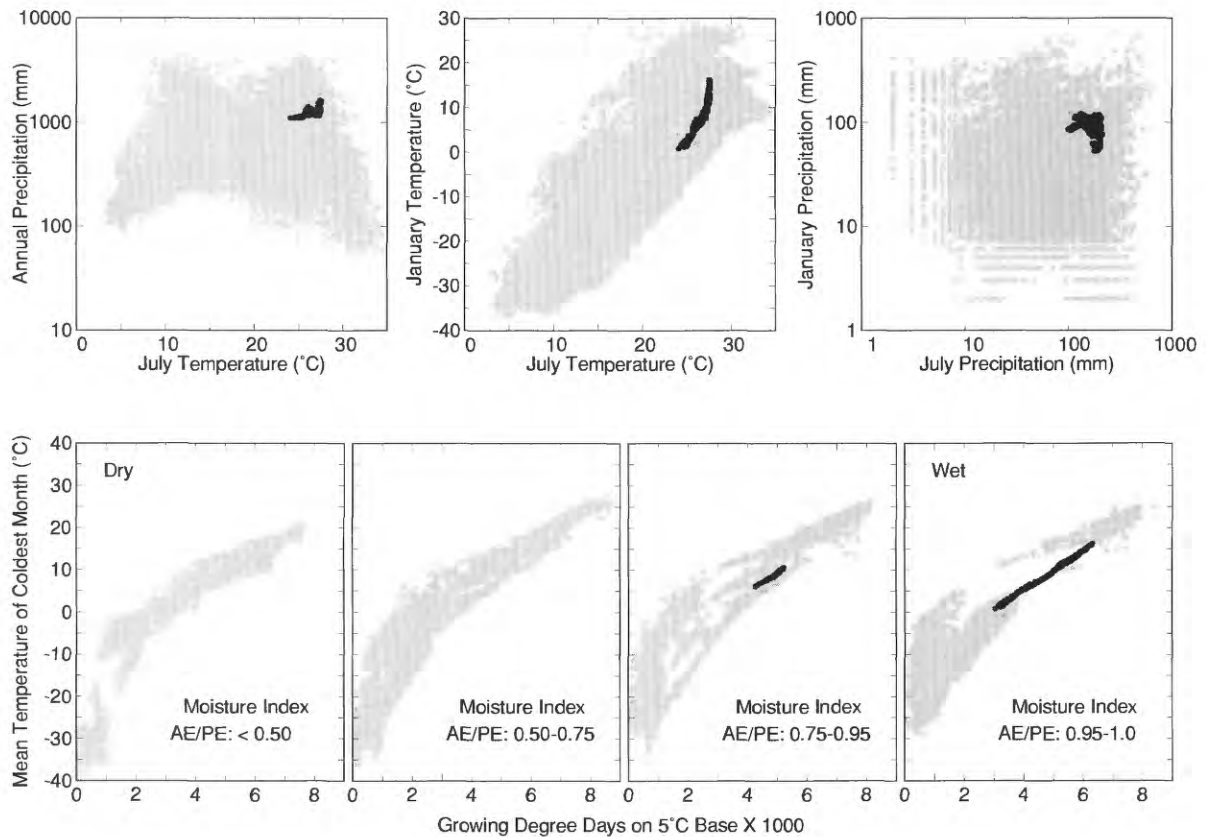 10000
1000
100
10
Annual Precipitation (mm)
0 10 20 30
July Temperature (°C)
30
20
10
0
-10
-20
-30
-40
January Temperature (°C)
0 10 20 30
July Temperature (°C)
1000
100
10
1
January Precipitation (mm)
1 10 100 1000
July Precipitation (mm)
40
30
20
10
0
-10
-20
-30
-40
Mean Temperature of Coldest Month (°C)
Dry
Moisture Index
AE/PE: < 0.50
0 2 4 6 8
Moisture Index
AE/PE: 0.50-0.75
0 2 4 6 8
Moisture Index
AE/PE: 0.75-0.95
0 2 4 6 8
Wet
Moisture Index
AE/PE: 0.95-1.0
0 2 4 6 8
Growing Degree Days on 5°C Base X 1000